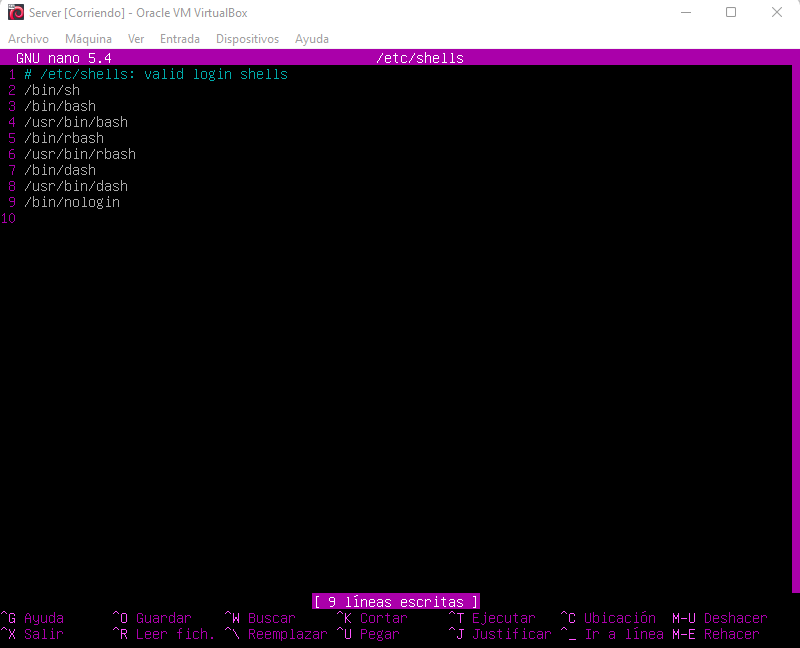 Server [Corriendo] - Oracle VM VirtualBox
Archivo Máquina Ver Entrada Dispositivos Ayuda
GNU nano 5.4 /etc/shells
1 # /etc/shells: valid login shells
2 /bin/sh
3 /bin/bash
4 /usr/bin/bash
5 /bin/rbash
6 /usr/bin/rbash
7 /bin/dash
8 /usr/bin/dash
9 /bin/nologin
10
[ 9 líneas escritas ]
^G Ayuda ^O Guardar ^W Buscar ^K Cortar ^T Ejecutar ^C Ubicación M-U Deshacer
^X Salir ^R Leer fich. ^\ Reemplazar ^U Pegar ^J Justificar ^_ Ir a línea M-E Rehacer